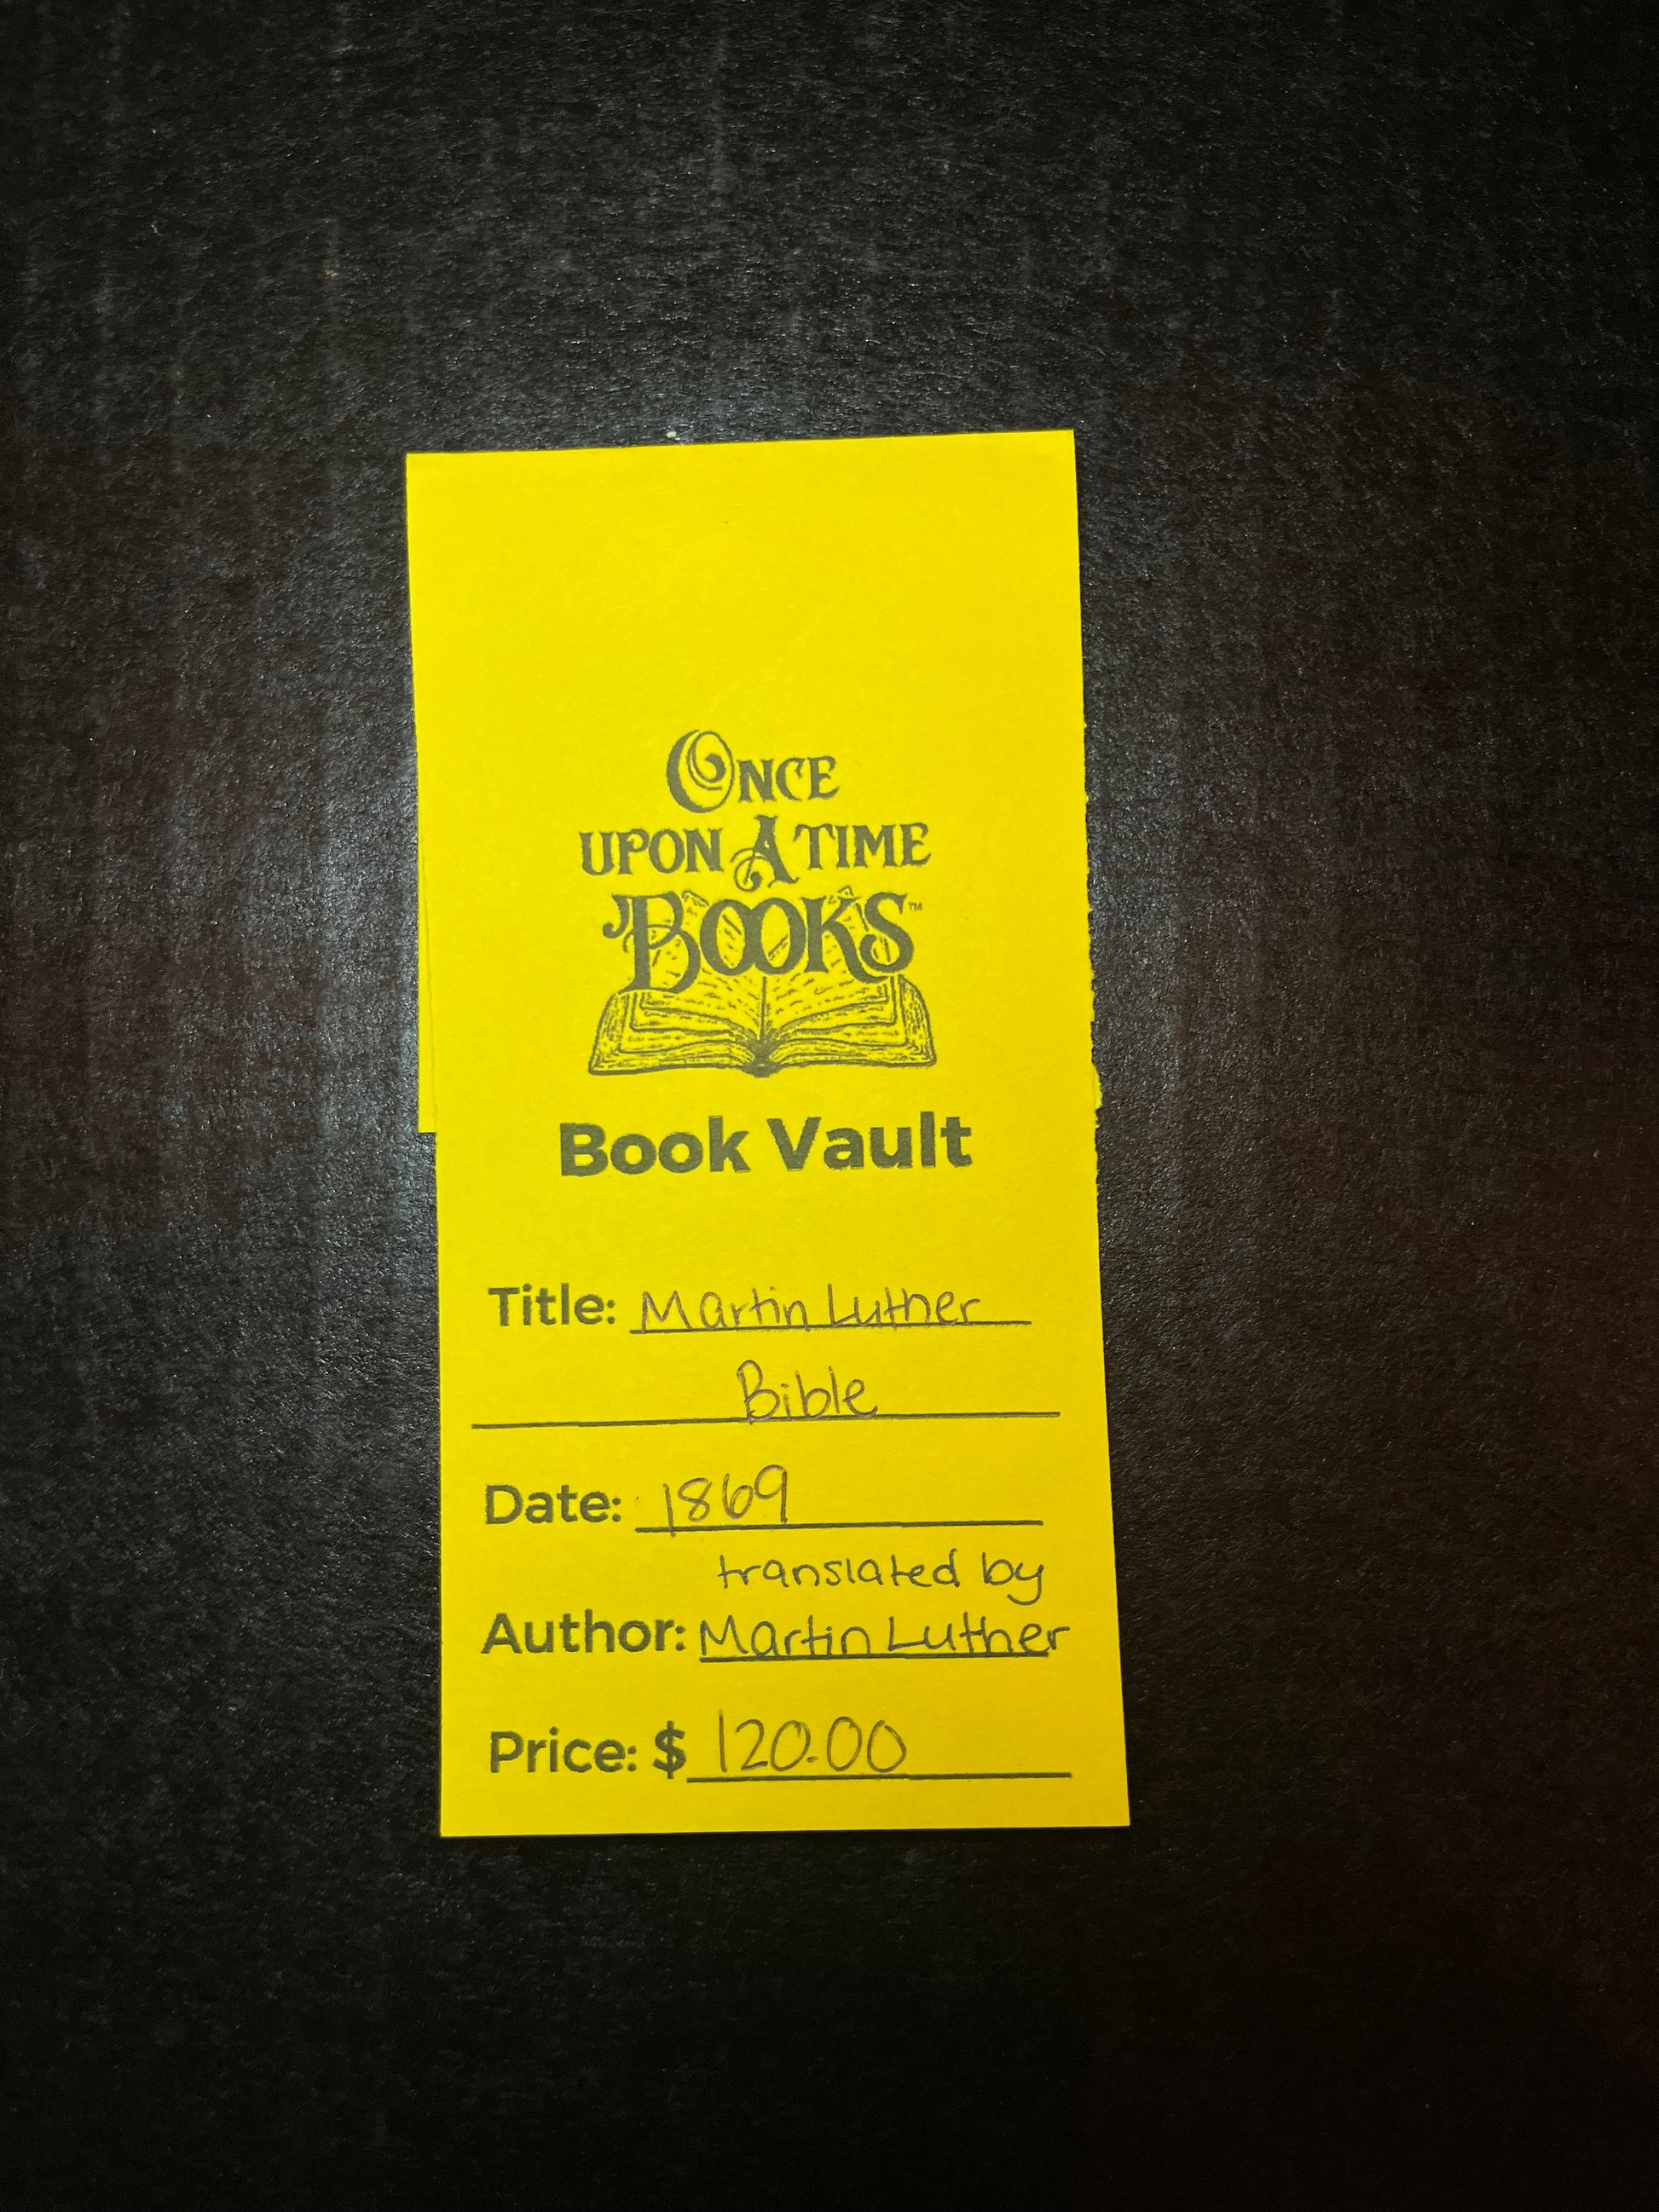 ONCE
UPON A TIME
BOOKS™
Book Vault
Title: Martin Luther
Bible
Date: 1869
translated by
Author: Martin Luther
Price: $ 120.00